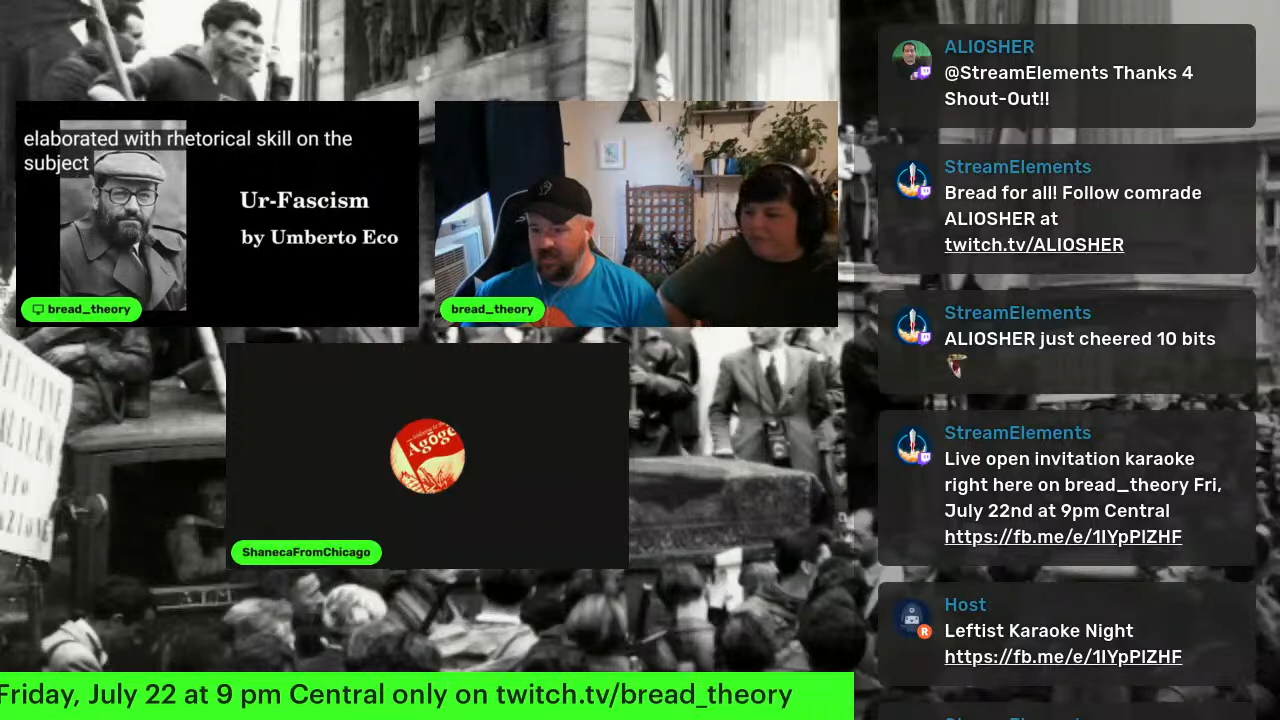 elaborated with rhetorical skill on the
subject
Ur-Fascism
by Umberto Eco
bread_theory
bread_theory
Agōge
ShanecaFromChicago
Friday, July 22 at 9 pm Central only on twitch.tv/bread_theory
ALIOSHER
@StreamElements Thanks 4
Shout-Out!!
StreamElements
Bread for all! Follow comrade
ALIOSHER at
twitch.tv/ALIOSHER
StreamElements
ALIOSHER just cheered 10 bits
StreamElements
Live open invitation karaoke
right here on bread_theory Fri,
July 22nd at 9pm Central
https://fb.me/e/1IYpPIZHF
Host
R
Leftist Karaoke Night
https://fb.me/e/1IYpPIZHF